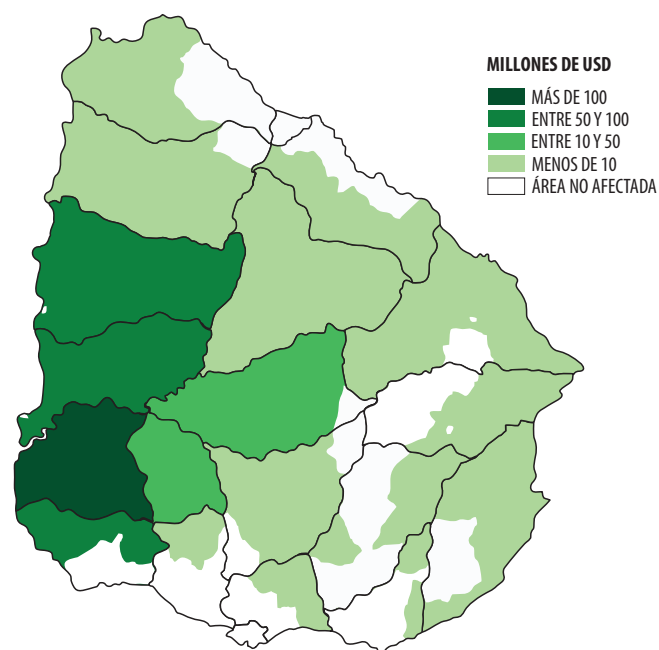 MILLONES DE USD
MÁS DE 100
ENTRE 50 Y 100
ENTRE 10 Y 50
MENOS DE 10
ÁREA NO AFECTADA